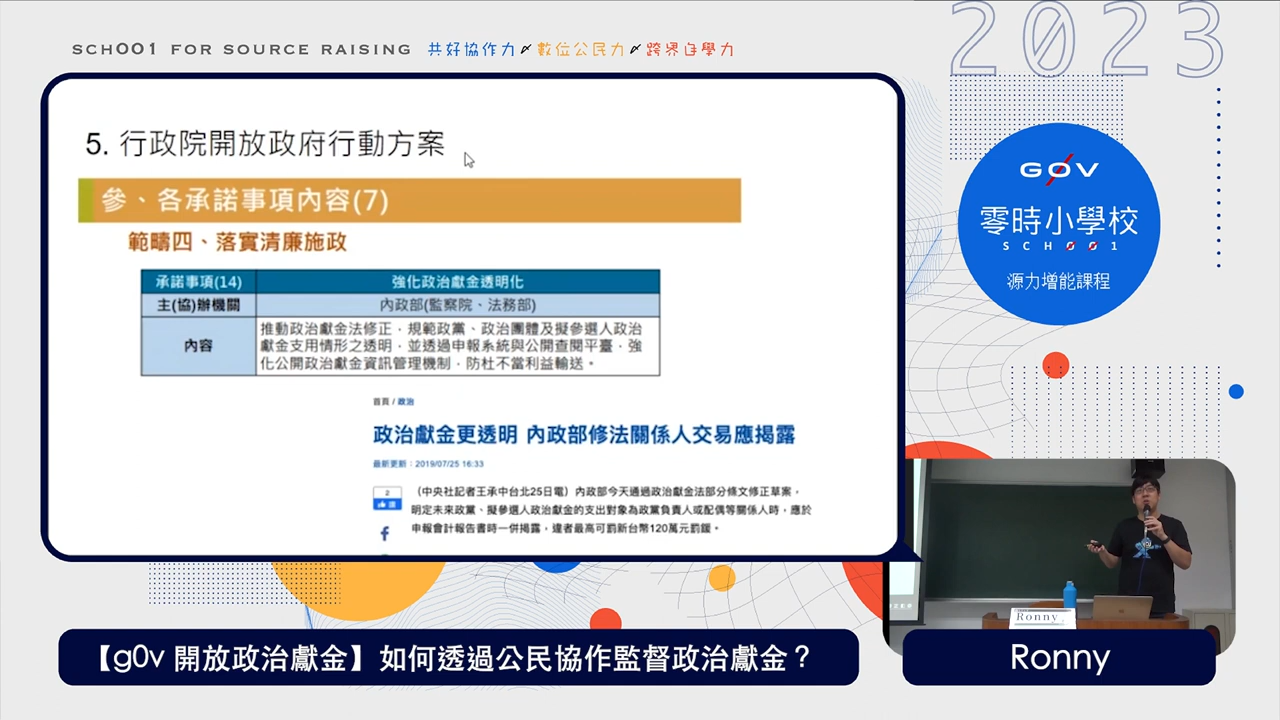 SCHOO1 FOR SOURCE RAISING 共好協作力 數位公民力 跨界自學力
2023
5. 行政院開放政府行動方案
參、各承諾事項內容(7)
範疇四、落實清廉施政
承諾事項(14) 強化政治獻金透明化
主(協)辦機關 內政部(監察院、法務部)
內容
推動政治獻金法修正，規範政黨、政治團體及擬參選人政治
獻金支用情形之透明，並透過申報系統與公開查閱平臺，強
化公開政治獻金資訊管理機制，防杜不當利益輸送。
首頁 / 政治
政治獻金更透明 內政部修法關係人交易應揭露
最新更新：2019/07/25 16:33
2
讚
（中央社記者王承中台北25日電）內政部今天通過政治獻金法部分條文修正草案，
明定未來政黨、擬參選人政治獻金的支出對象為政黨負責人或配偶等關係人時，應於
申報會計報告書時一併揭露，違者最高可罰新台幣120萬元罰鍰。
G0V
零時小學校
SCH001
源力增能課程
Ronny
【g0v 開放政治獻金】如何透過公民協作監督政治獻金？
Ronny